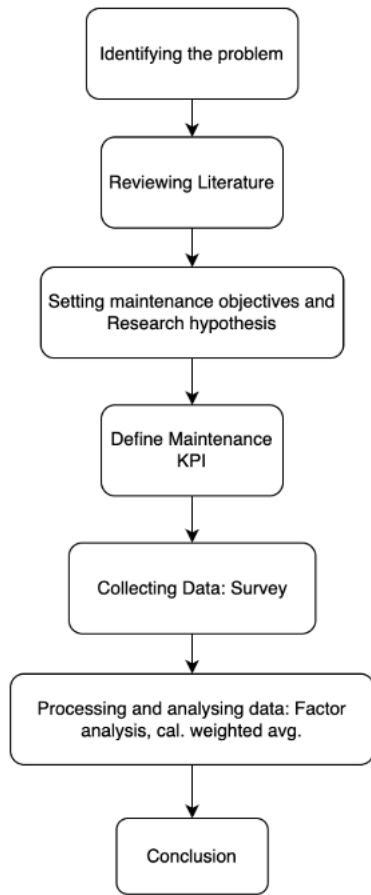 Identifying the problem
Reviewing Literature
Setting maintenance objectives and
Research hypothesis
Define Maintenance
KPI
Collecting Data: Survey
Processing and analysing data: Factor
analysis, cal. weighted avg.
Conclusion